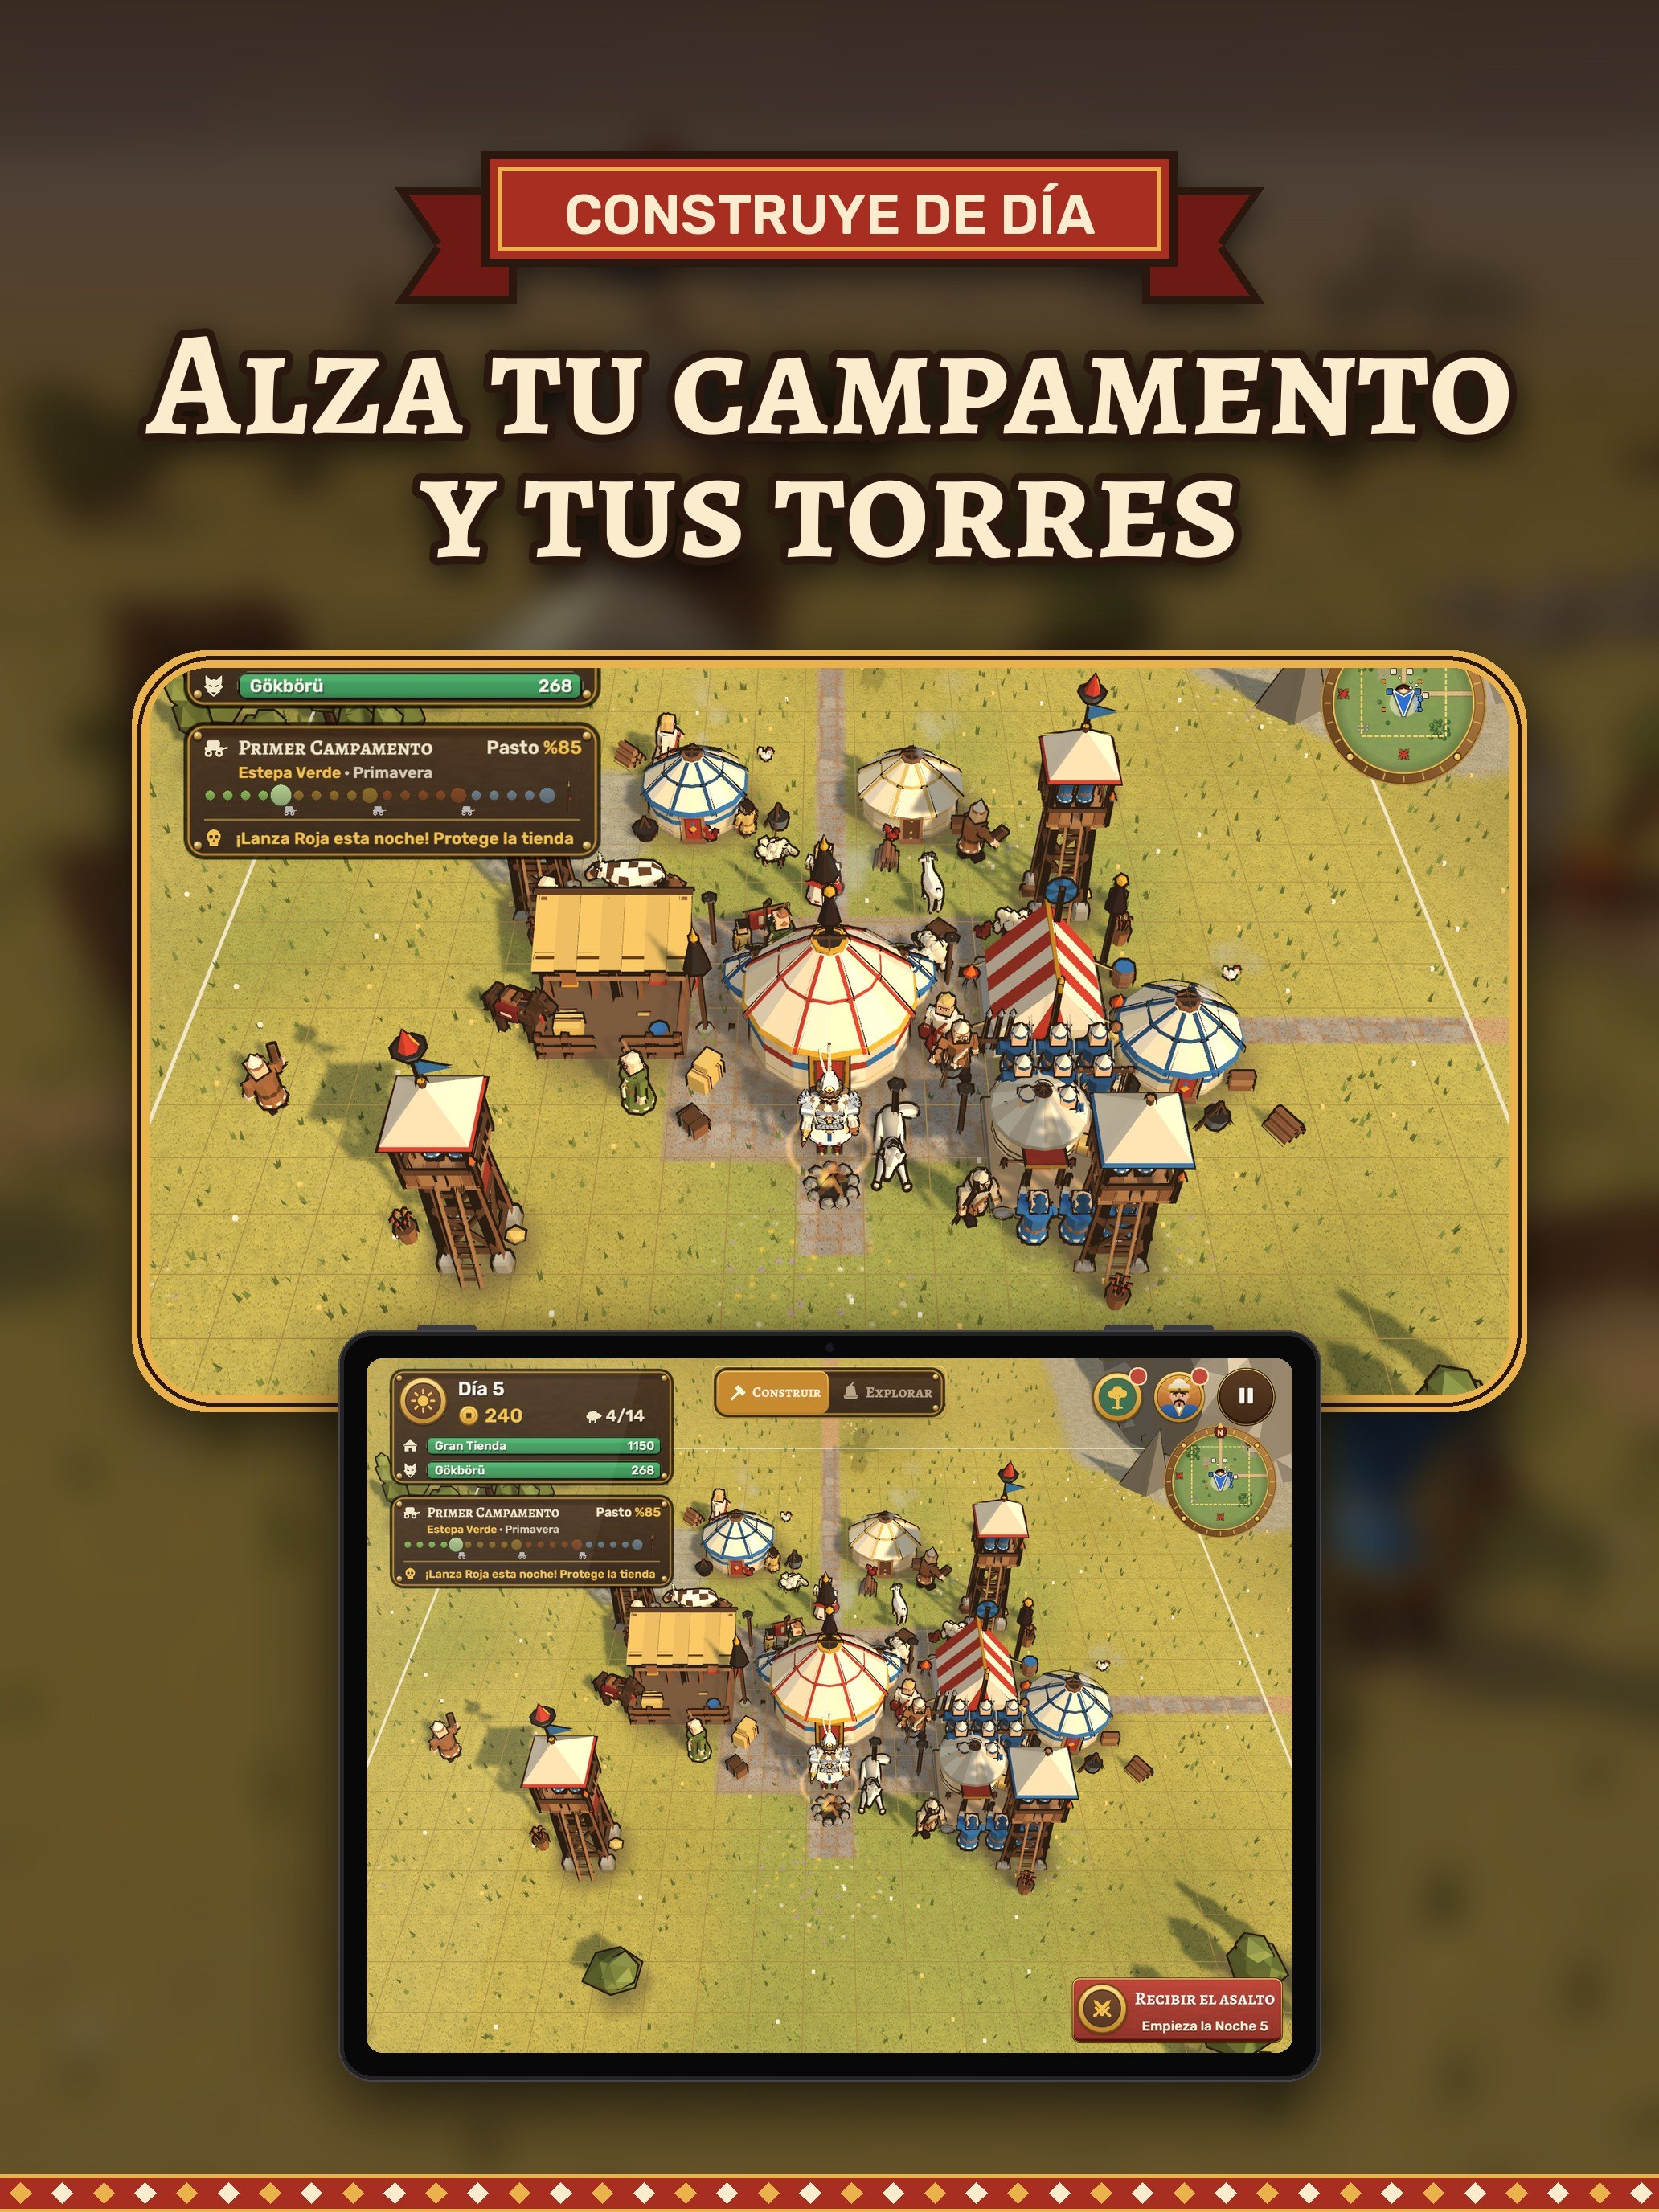 CONSTRUYE DE DÍA
ALZA TU CAMPAMENTO
Y TUS TORRES
Gökbörü 268
PRIMER CAMPAMENTO Pasto %85
Estepa Verde • Primavera
¡Lanza Roja esta noche! Protege la tienda
Día 5
240 4/14
Gran Tienda 1150
Gökbörü 268
CONSTRUIR EXPLORAR
N
PRIMER CAMPAMENTO Pasto %85
Estepa Verde • Primavera
¡Lanza Roja esta noche! Protege la tienda
RECIBIR EL ASALTO
Empieza la Noche 5